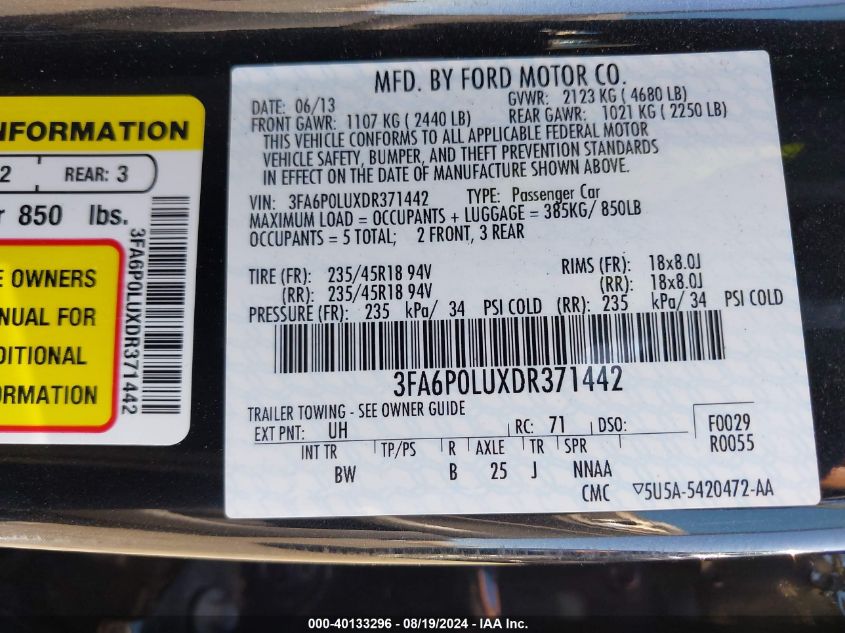 NFORMATION
2 REAR: 3
850 lbs.
E OWNERS
NUAL FOR
DITIONAL
ORMATION
3FA6P0LUXDR371442
MFD. BY FORD MOTOR CO.
DATE: 06/13 GVWR: 2123 KG ( 4680 LB)
FRONT GAWR: 1107 KG ( 2440 LB) REAR GAWR: 1021 KG ( 2250 LB)
THIS VEHICLE CONFORMS TO ALL APPLICABLE FEDERAL MOTOR
VEHICLE SAFETY, BUMPER, AND THEFT PREVENTION STANDARDS
IN EFFECT ON THE DATE OF MANUFACTURE SHOWN ABOVE.
VIN: 3FA6P0LUXDR371442 TYPE: Passenger Car
MAXIMUM LOAD = OCCUPANTS + LUGGAGE = 385KG/ 850LB
OCCUPANTS = 5 TOTAL; 2 FRONT, 3 REAR
TIRE (FR): 235/45R18 94V RIMS (FR): 18x8.0J
(RR): 235/45R18 94V (RR): 18x8.0J
PRESSURE (FR): 235 kPa/ 34 PSI COLD (RR): 235 kPa/ 34 PSI COLD
3FA6P0LUXDR371442
TRAILER TOWING - SEE OWNER GUIDE
EXT PNT: UH RC: 71 DSO: F0029
R0055
INT TR TP/PS R AXLE TR SPR
BW B 25 J NNAA
CMC ▽5U5A-5420472-AA
000-40133296 - 08/19/2024 - IAA Inc.